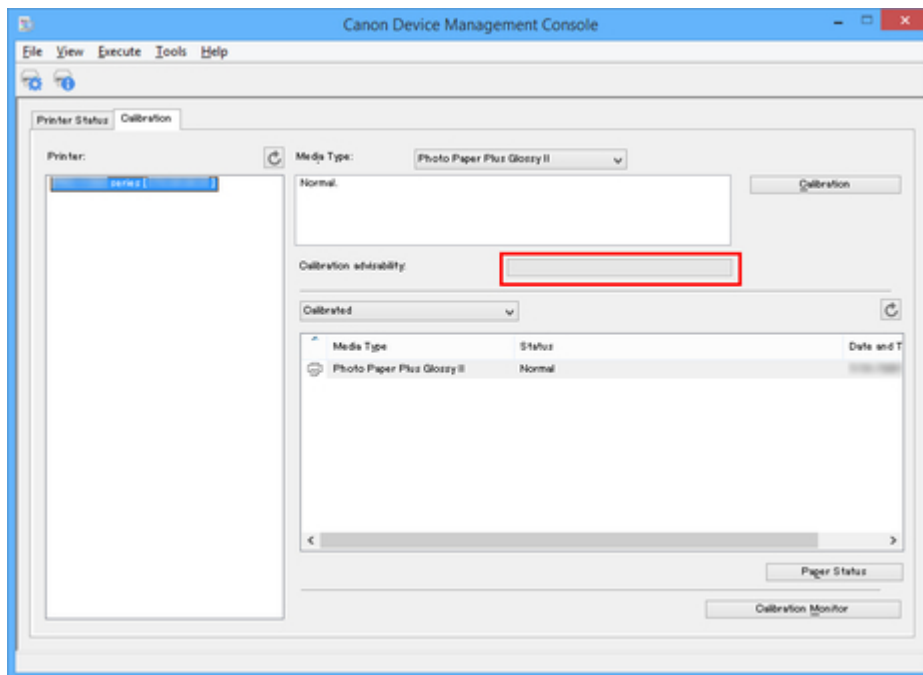 Canon Device Management Console
File View Execute Tools Help
Printer Status Calibration
Printer: Media Type: Photo Paper Plus Glossy II
series [ ]
Normal.
Calibration
Calibration advisability:
Calibrated
Media Type Status Date and T
Photo Paper Plus Glossy II Normal
Paper Status
Calibration Monitor